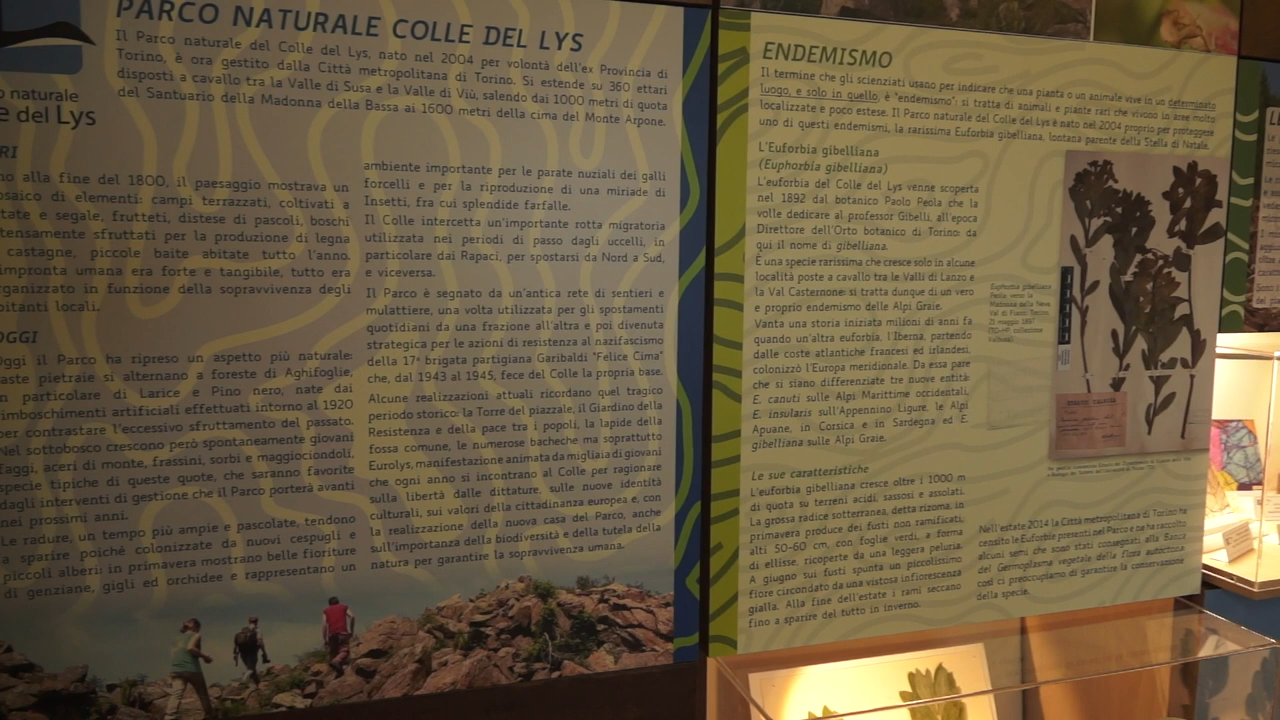 PARCO NATURALE COLLE DEL LYS
Il Parco naturale del Colle del Lys, nato nel 2004 per volontà dell'ex Provincia di
Torino, è ora gestito dalla Città metropolitana di Torino. Si estende su 360 ettari
disposti a cavallo tra la Valle di Susa e la Valle di Viù, salendo dai 1000 metri di quota
del Santuario della Madonna della Bassa ai 1600 metri della cima del Monte Arpone.
o naturale
e del Lys
RI
no alla fine del 1800, il paesaggio mostrava un
osaico di elementi: campi terrazzati, coltivati a
tate e segale, frutteti, distese di pascoli, boschi
tensamente sfruttati per la produzione di legna
castagne, piccole baite abitate tutto l'anno.
impronta umana era forte e tangibile, tutto era
rganizzato in funzione della sopravvivenza degli
bitanti locali.
OGGI
Oggi il Parco ha ripreso un aspetto più naturale:
aste pietraie si alternano a foreste di Aghifoglie,
n particolare di Larice e Pino nero, nate dai
rimboschimenti artificiali effettuati intorno al 1920
per contrastare l'eccessivo sfruttamento del passato.
Nel sottobosco crescono però spontaneamente giovani
faggi, aceri di monte, frassini, sorbi e maggiociondoli,
specie tipiche di queste quote, che saranno favorite
dagli interventi di gestione che il Parco porterà avanti
nei prossimi anni.
Le radure, un tempo più ampie e pascolate, tendono
a sparire poiché colonizzate da nuovi cespugli e
piccoli alberi; in primavera mostrano belle fioriture
di genziane, gigli ed orchidee e rappresentano un
ambiente importante per le parate nuziali dei galli
forcelli e per la riproduzione di una miriade di
Insetti, fra cui splendide farfalle.
Il Colle intercetta un'importante rotta migratoria
utilizzata nei periodi di passo dagli uccelli, in
particolare dai Rapaci, per spostarsi da Nord a Sud,
e viceversa.
Il Parco è segnato da un'antica rete di sentieri e
mulattiere, una volta utilizzata per gli spostamenti
quotidiani da una frazione all'altra e poi divenuta
strategica per le azioni di resistenza al nazifascismo
della 17ª brigata partigiana Garibaldi "Felice Cima"
che, dal 1943 al 1945, fece del Colle la propria base.
Alcune realizzazioni attuali ricordano quel tragico
periodo storico: la Torre del piazzale, il Giardino della
Resistenza e della pace tra i popoli, la lapide della
fossa comune, le numerose bacheche ma soprattutto
Eurolys, manifestazione animata da migliaia di giovani
che ogni anno si incontrano al Colle per ragionare
sulla libertà dalle dittature, sulle nuove identità
culturali, sui valori della cittadinanza europea e, con
la realizzazione della nuova casa del Parco, anche
sull'importanza della biodiversità e della tutela della
natura per garantire la sopravvivenza umana.
ENDEMISMO
Il termine che gli scienziati usano per indicare che una pianta o un animale vive in un determinato
luogo, e solo in quello, è "endemismo": si tratta di animali e piante rari che vivono in aree molto
localizzate e poco estese. Il Parco naturale del Colle del Lys è nato nel 2004 proprio per proteggere
uno di questi endemismi, la rarissima Euforbia gibelliana, lontana parente della Stella di Natale.
L'Euforbia gibelliana
(Euphorbia gibelliana)
L'euforbia del Colle del Lys venne scoperta
nel 1892 dal botanico Paolo Peola che la
volle dedicare al professor Gibelli, all'epoca
Direttore dell'Orto botanico di Torino: da
qui il nome di gibelliana.
È una specie rarissima che cresce solo in alcune
località poste a cavallo tra le Valli di Lanzo e
la Val Casternone: si tratta dunque di un vero
e proprio endemismo delle Alpi Graie.
Vanta una storia iniziata milioni di anni fa
quando un'altra euforbia, l'Iberna, partendo
dalle coste atlantiche francesi ed irlandesi,
colonizzò l'Europa meridionale. Da essa pare
che si siano differenziate tre nuove entità:
E. canuti sulle Alpi Marittime occidentali,
E. insularis sull'Appennino Ligure, le Alpi
Apuane, in Corsica e in Sardegna ed E.
gibelliana sulle Alpi Graie.
Le sue caratteristiche
L'euforbia gibelliana cresce oltre i 1000 m
di quota su terreni acidi, sassosi e assolati.
La grossa radice sotterranea, detta rizoma, in
primavera produce dei fusti non ramificati,
alti 50-60 cm, con foglie verdi, a forma
di ellisse, ricoperte da una leggera peluria.
A giugno sui fusti spunta un piccolissimo
fiore circondato da una vistosa infiorescenza
gialla. Alla fine dell'estate i rami seccano
fino a sparire del tutto in inverno.
Euphorbia gibelliana
Peola verso la
Madonna della Neve,
Val di Fiano, Torino,
21 maggio 1897
(TO-HP, collezione
Valbusa).
Nell'estate 2014 la Città metropolitana di Torino ha
censito le Euforbie presenti nel Parco e ne ha raccolto
alcuni semi che sono stati consegnati alla Banca
del Germoplasma vegetale della flora autoctona:
così ci preoccupiamo di garantire la conservazione
della specie.